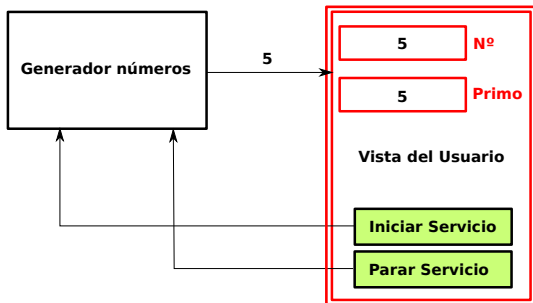 Generador números
5
5
Nº
5
Primo
Vista del Usuario
Iniciar Servicio
Parar Servicio